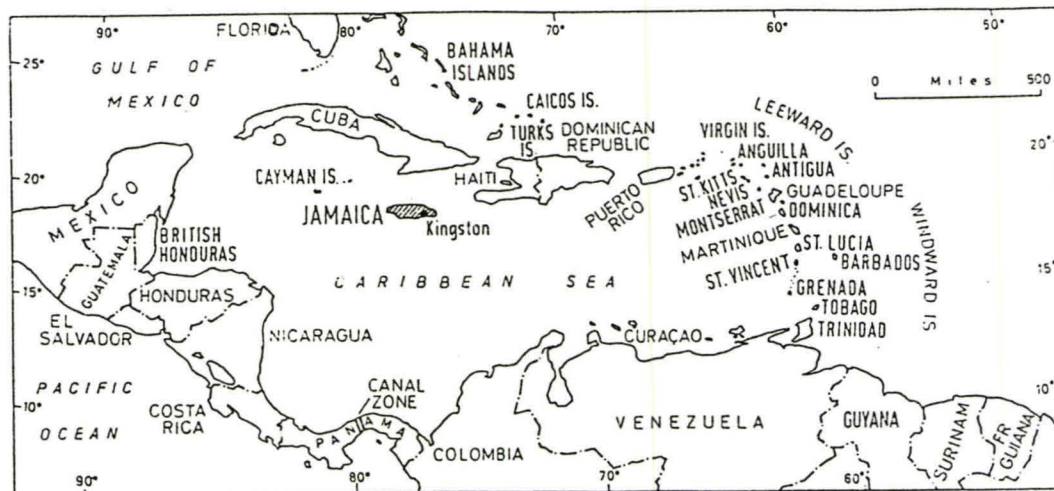 90°
80°
70°
60°
50°
FLORIDA
25°
GULF OF
MEXICO
BAHAMA
ISLANDS
0 Miles 500
CAICOS IS.
CUBA
TURKS
IS.
DOMINICAN
REPUBLIC
VIRGIN IS.
LEEWARD IS.
ANGUILLA
ANTIGUA
20°
20°
CAYMAN IS.
HAITI
PUERTO
RICO
ST. KITTS
NEVIS
MONTSERRAT
GUADELOUPE
DOMINICA
MARTINIQUE
JAMAICA
Kingston
MEXICO
BRITISH
HONDURAS
GUATEMALA
ST. LUCIA
BARBADOS
ST. VINCENT
WINDWARD IS
CARIBBEAN SEA
HONDURAS
15°
15°
GRENADA
TOBAGO
TRINIDAD
EL
SALVADOR
NICARAGUA
CURAÇAO
PACIFIC
OCEAN
CANAL
ZONE
10°
10°
COSTA
RICA
PANAMA
COLOMBIA
VENEZUELA
GUYANA
SURINAM
FR
GUIANA
90°
80°
70°
60°